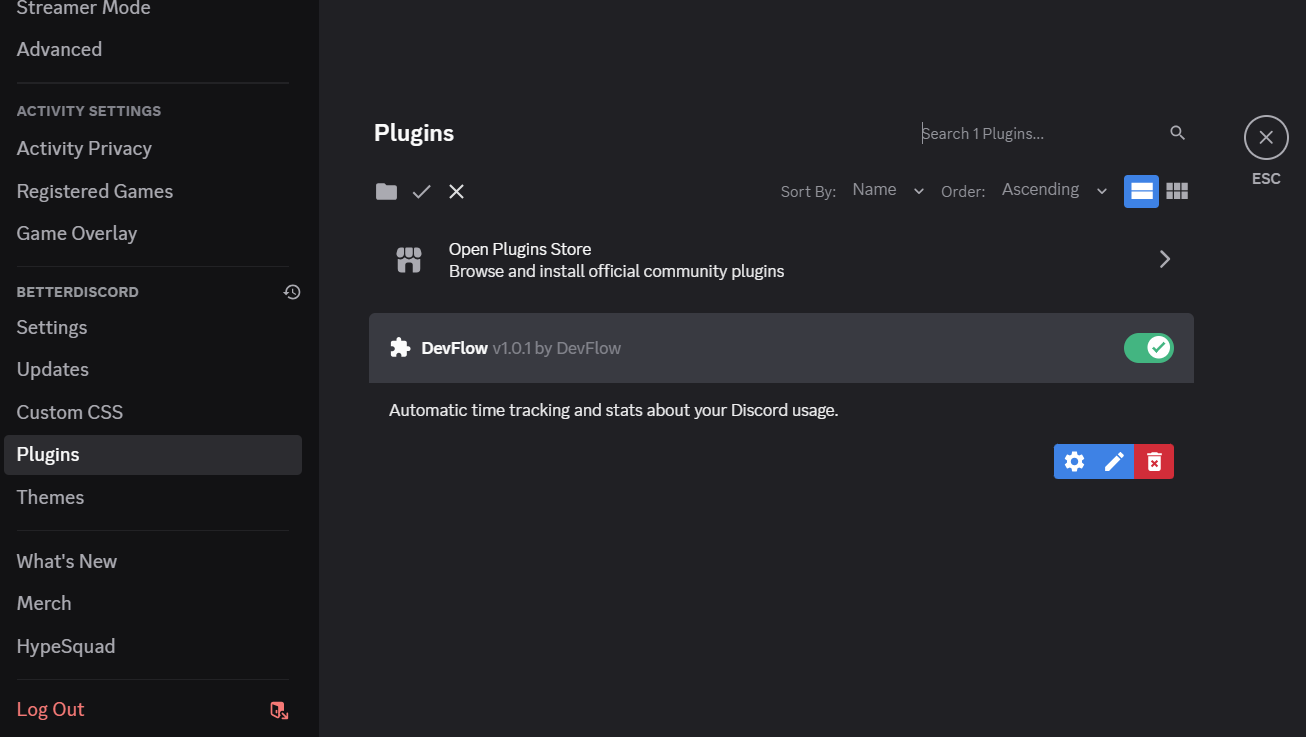 Streamer Mode
Advanced
ACTIVITY SETTINGS
Activity Privacy
Registered Games
Game Overlay
BETTERDISCORD
Settings
Updates
Custom CSS
Plugins
Themes
What's New
Merch
HypeSquad
Log Out
Plugins
Search 1 Plugins...
ESC
Sort By: Name Order: Ascending
Open Plugins Store
Browse and install official community plugins
DevFlow v1.0.1 by DevFlow
Automatic time tracking and stats about your Discord usage.